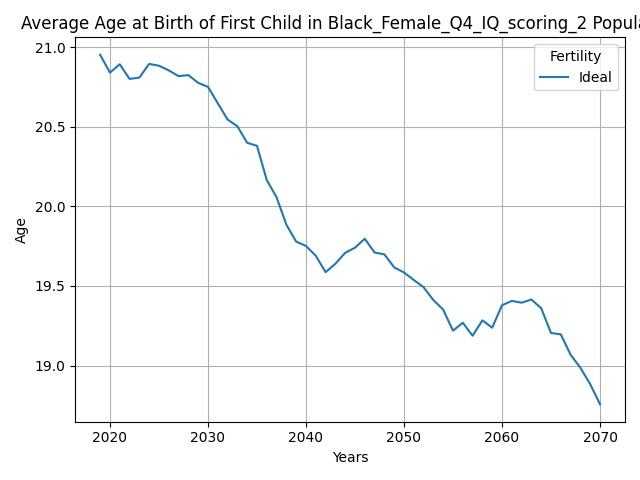 Average Age at Birth of First Child in Black_Female_Q4_IQ_scoring_2 Popula
21.0
20.5
20.0
19.5
19.0
Age
Fertility
Ideal
2020 2030 2040 2050 2060 2070
Years